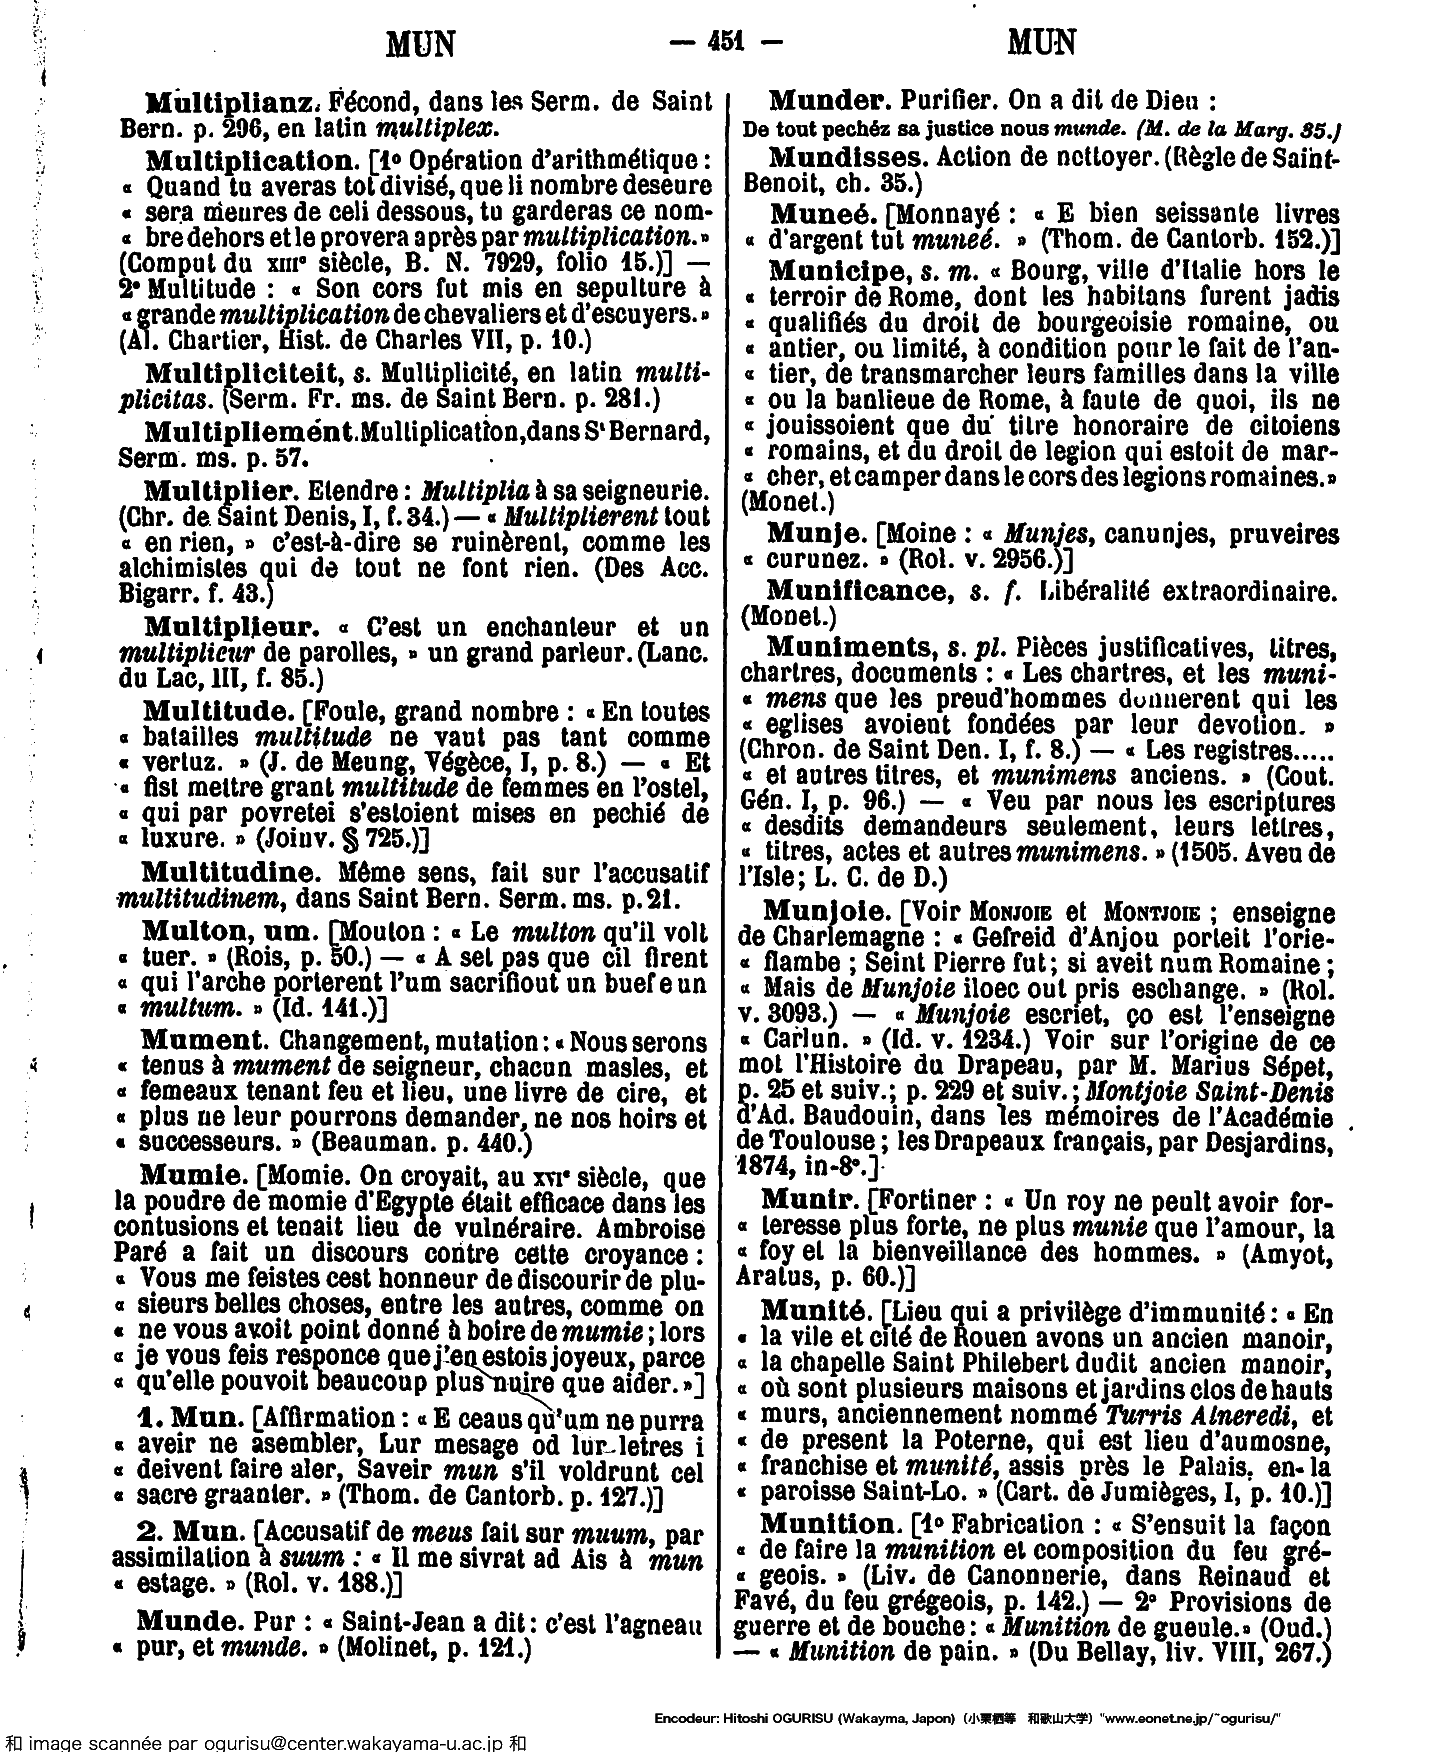 MUN — 451 — MUN
Multiplianz. Fécond, dans les Serm. de Saint
Bern. p. 296, en latin multiplex.
Multiplication. [1º Opération d'arithmétique :
« Quand tu averas tot divisé, que li nombre deseure
« sera meures de celi dessous, tu garderas ce nom-
« bre dehors et le provera après par multiplication. »
(Comput du XIIIe siècle, B. N. 7929, folio 15.)] —
2º Multitude : « Son cors fut mis en sepulture à
« grande multiplication de chevaliers et d'escuyers. »
(Al. Chartier, Hist. de Charles VII, p. 10.)
Multipliciteit, s. Multiplicité, en latin multi-
plicitas. (Serm. Fr. ms. de Saint Bern. p. 281.)
Multipliement. Multiplication, dans St Bernard,
Serm. ms. p. 57.
Multiplier. Etendre : Multiplia à sa seigneurie.
(Chr. de Saint Denis, I, f. 34.) — « Multiplierent tout
« en rien, » c'est-à-dire se ruinèrent, comme les
alchimistes qui de tout ne font rien. (Des Acc.
Bigarr. f. 43.)
Multiplieur. « C'est un enchanteur et un
multiplieur de parolles, » un grand parleur. (Lanc.
du Lac, III, f. 85.)
Multitude. [Foule, grand nombre : « En toutes
« batailles multitude ne vaut pas tant comme
« vertuz. » (J. de Meung, Végèce, I, p. 8.) — « Et
« fist mettre grant multitude de femmes en l'ostel,
« qui par povretei s'estoient mises en pechié de
« luxure. » (Joinv. § 725.)]
Multitudine. Même sens, fait sur l'accusatif
multitudinem, dans Saint Bern. Serm. ms. p. 21.
Multon, um. [Mouton : « Le multon qu'il volt
« tuer. » (Rois, p. 50.) — « A set pas que cil firent
« qui l'arche porterent l'um sacrifiout un buef e un
« multum. » (Id. 141.)]
Mument. Changement, mutation : « Nous serons
« tenus à mument de seigneur, chacun masles, et
« femeaux tenant feu et lieu, une livre de cire, et
« plus ne leur pourrons demander, ne nos hoirs et
« successeurs. » (Beauman. p. 440.)
Mumie. [Momie. On croyait, au XVIe siècle, que
la poudre de momie d'Egypte était efficace dans les
contusions et tenait lieu de vulnéraire. Ambroise
Paré a fait un discours contre cette croyance :
« Vous me feistes cest honneur de discourir de plu-
« sieurs belles choses, entre les autres, comme on
« ne vous avoit point donné à boire de mumie ; lors
« je vous feis responce que j'en estois joyeux, parce
« qu'elle pouvoit beaucoup plus nuire que aider. »]
1. Mun. [Affirmation : « E ceaus qu'um ne purra
« aveir ne asembler, Lur mesage od lur letres i
« deivent faire aler, Saveir mun s'il voldrunt cel
« sacre graanter. » (Thom. de Cantorb. p. 127.)]
2. Mun. [Accusatif de meus fait sur muum, par
assimilation à suum : « Il me sivrat ad Ais à mun
« estage. » (Rol. v. 188.)]
Munde. Pur : « Saint-Jean a dit : c'est l'agneau
« pur, et munde. » (Molinet, p. 121.)
Munder. Purifier. On a dit de Dieu :
De tout pechéz sa justice nous munde. (M. de la Marg. 35.)
Mundisses. Action de nettoyer. (Règle de Saint-
Benoit, ch. 35.)
Muneé. [Monnayé : « E bien seissante livres
« d'argent tut muneé. » (Thom. de Cantorb. 152.)]
Municipe, s. m. « Bourg, ville d'Italie hors le
« terroir de Rome, dont les habitans furent jadis
« qualifiés du droit de bourgeoisie romaine, ou
« antier, ou limité, à condition pour le fait de l'an-
« tier, de transmarcher leurs familles dans la ville
« ou la banlieue de Rome, à faute de quoi, ils ne
« jouissoient que du titre honoraire de citoiens
« romains, et du droit de legion qui estoit de mar-
« cher, et camper dans le cors des legions romaines. »
(Monet.)
Munje. [Moine : « Munjes, canunjes, pruveires
« curunez. » (Rol. v. 2956.)]
Munificance, s. f. Libéralité extraordinaire.
(Monet.)
Muniments, s. pl. Pièces justificatives, titres,
chartres, documents : « Les chartres, et les muni-
« mens que les preud'hommes donnerent qui les
« eglises avoient fondées par leur devotion. »
(Chron. de Saint Den. I, f. 8.) — « Les registres.....
« et autres titres, et munimens anciens. » (Cout.
Gén. I, p. 96.) — « Veu par nous les escriptures
« desdits demandeurs seulement, leurs lettres,
« titres, actes et autres munimens. » (1505. Aveu de
l'Isle ; L. C. de D.)
Munjoie. [Voir MONJOIE et MONTJOIE ; enseigne
de Charlemagne : « Gefreid d'Anjou porteit l'orie-
« flambe ; Seint Pierre fut ; si aveit num Romaine ;
« Mais de Munjoie iloec out pris eschange. » (Rol.
v. 3093.) — « Munjoie escriet, ço est l'enseigne
« Carlun. » (Id. v. 1234.) Voir sur l'origine de ce
mot l'Histoire du Drapeau, par M. Marius Sépet,
p. 25 et suiv. ; p. 229 et suiv. ; Montjoie Saint-Denis
d'Ad. Baudouin, dans les mémoires de l'Académie
de Toulouse ; les Drapeaux français, par Desjardins,
1874, in-8º.]
Munir. [Fortiner : « Un roy ne peult avoir for-
« teresse plus forte, ne plus munie que l'amour, la
« foy et la bienveillance des hommes. » (Amyot,
Aratus, p. 60.)]
Munité. [Lieu qui a privilège d'immunité : « En
« la vile et cité de Rouen avons un ancien manoir,
« la chapelle Saint Philebert dudit ancien manoir,
« où sont plusieurs maisons et jardins clos de hauts
« murs, anciennement nommé Turris Alneredi, et
« de present la Poterne, qui est lieu d'aumosne,
« franchise et munité, assis près le Palais, en la
« paroisse Saint-Lo. » (Cart. de Jumièges, I, p. 10.)]
Munition. [1º Fabrication : « S'ensuit la façon
« de faire la munition et composition du feu gré-
« geois. » (Liv. de Canonnerie, dans Reinaud et
Favé, du feu grégeois, p. 142.) — 2º Provisions de
guerre et de bouche : « Munition de gueule. » (Oud.)
— « Munition de pain. » (Du Bellay, liv. VIII, 267.)
Encodeur: Hitoshi OGURISU (Wakayma, Japon) (小栗栖等 和歌山大学) "www.eonet.ne.jp/~ogurisu/"
和 image scannée par ogurisu@center.wakayama-u.ac.jp 和